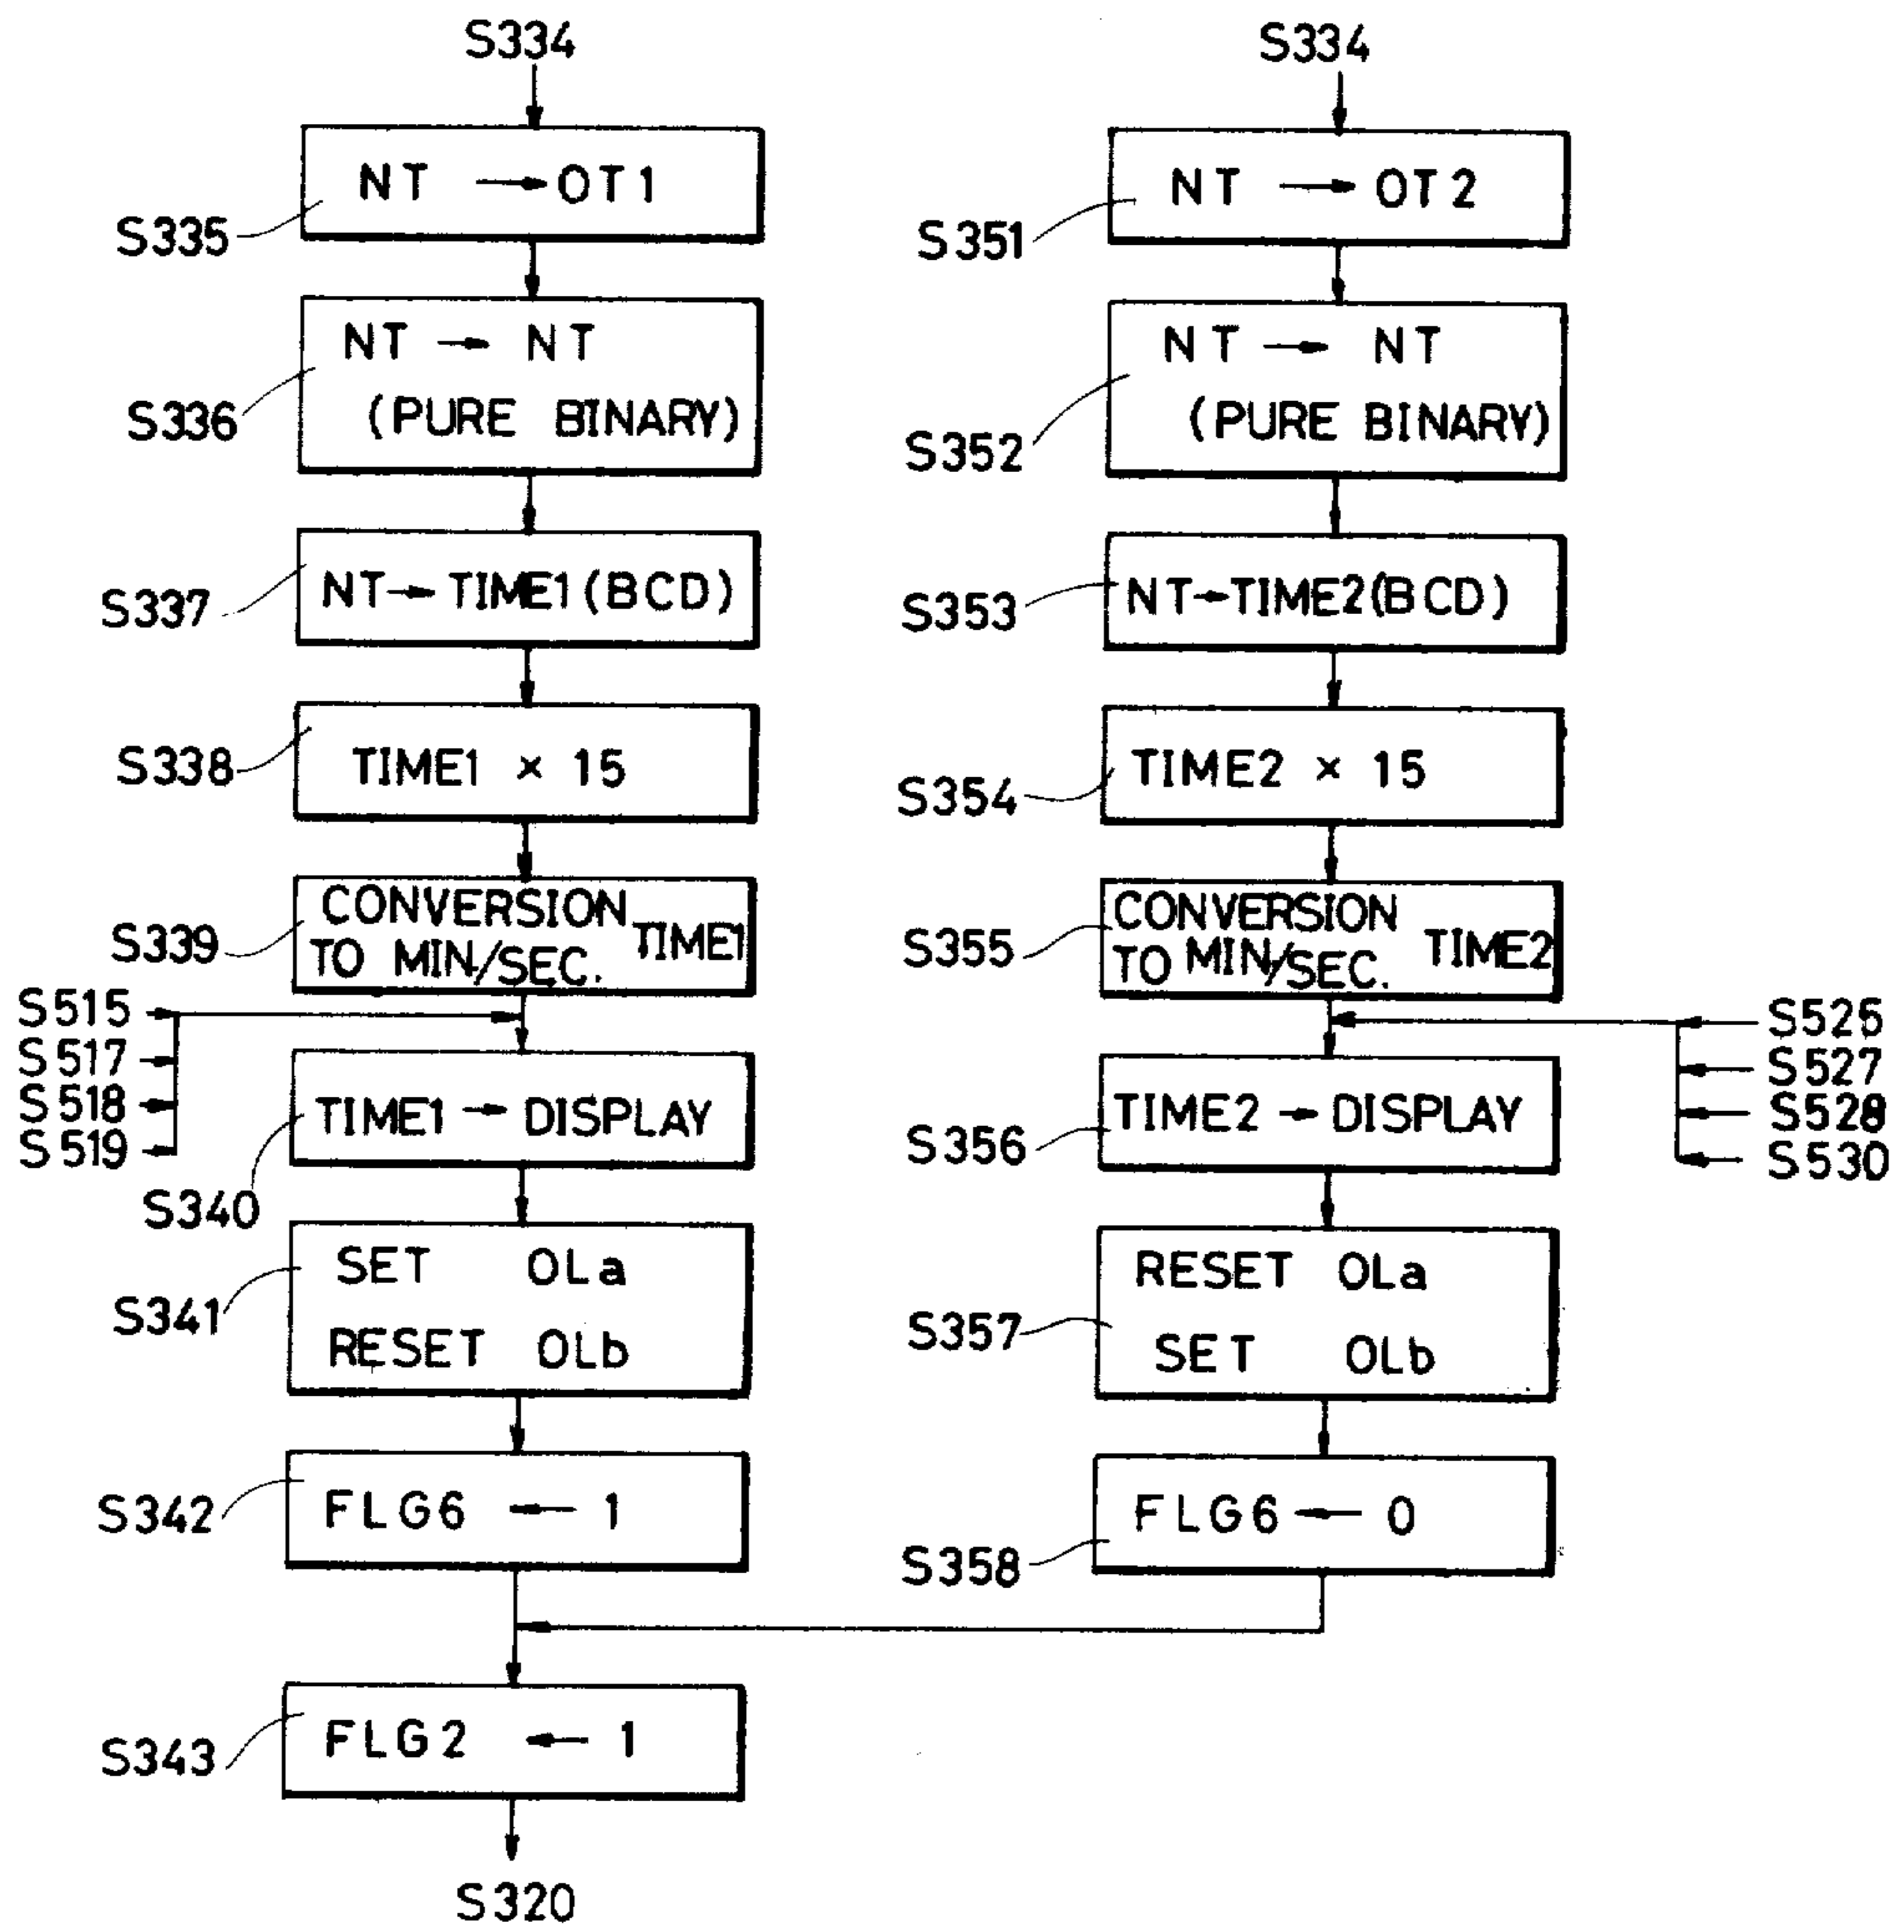 S334
NT → OT1
S335
NT → NT
(PURE BINARY)
S336
NT → TIME1 (BCD)
S337
TIME1 × 15
S338
CONVERSION
TO MIN/SEC. TIME1
S339
S515
S517
S518
S519
TIME1 → DISPLAY
S340
SET OLa
RESET OLb
S341
FLG6 ← 1
S342
FLG2 ← 1
S343
S320
S334
NT → OT2
S351
NT → NT
(PURE BINARY)
S352
NT → TIME2 (BCD)
S353
TIME2 × 15
S354
CONVERSION
TO MIN/SEC. TIME2
S355
S525
S527
S528
S530
TIME2 → DISPLAY
S356
RESET OLa
SET OLb
S357
FLG6 ← 0
S358